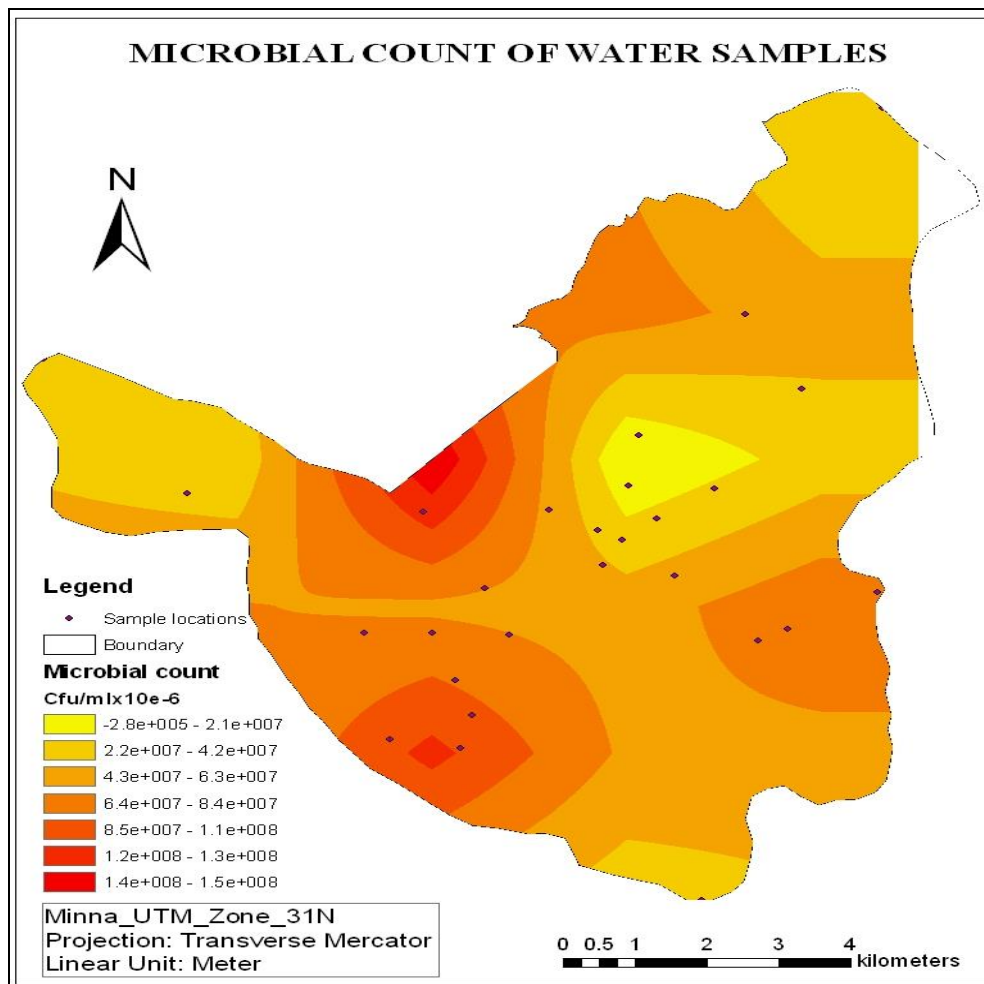 MICROBIAL COUNT OF WATER SAMPLES
N
Legend
Sample locations
Boundary
Microbial count
Cfu/mlx10e-6
-2.8e+005 - 2.1e+007
2.2e+007 - 4.2e+007
4.3e+007 - 6.3e+007
6.4e+007 - 8.4e+007
8.5e+007 - 1.1e+008
1.2e+008 - 1.3e+008
1.4e+008 - 1.5e+008
Minna_UTM_Zone_31N
Projection: Transverse Mercator
Linear Unit: Meter
0 0.5 1 2 3 4
kilometers